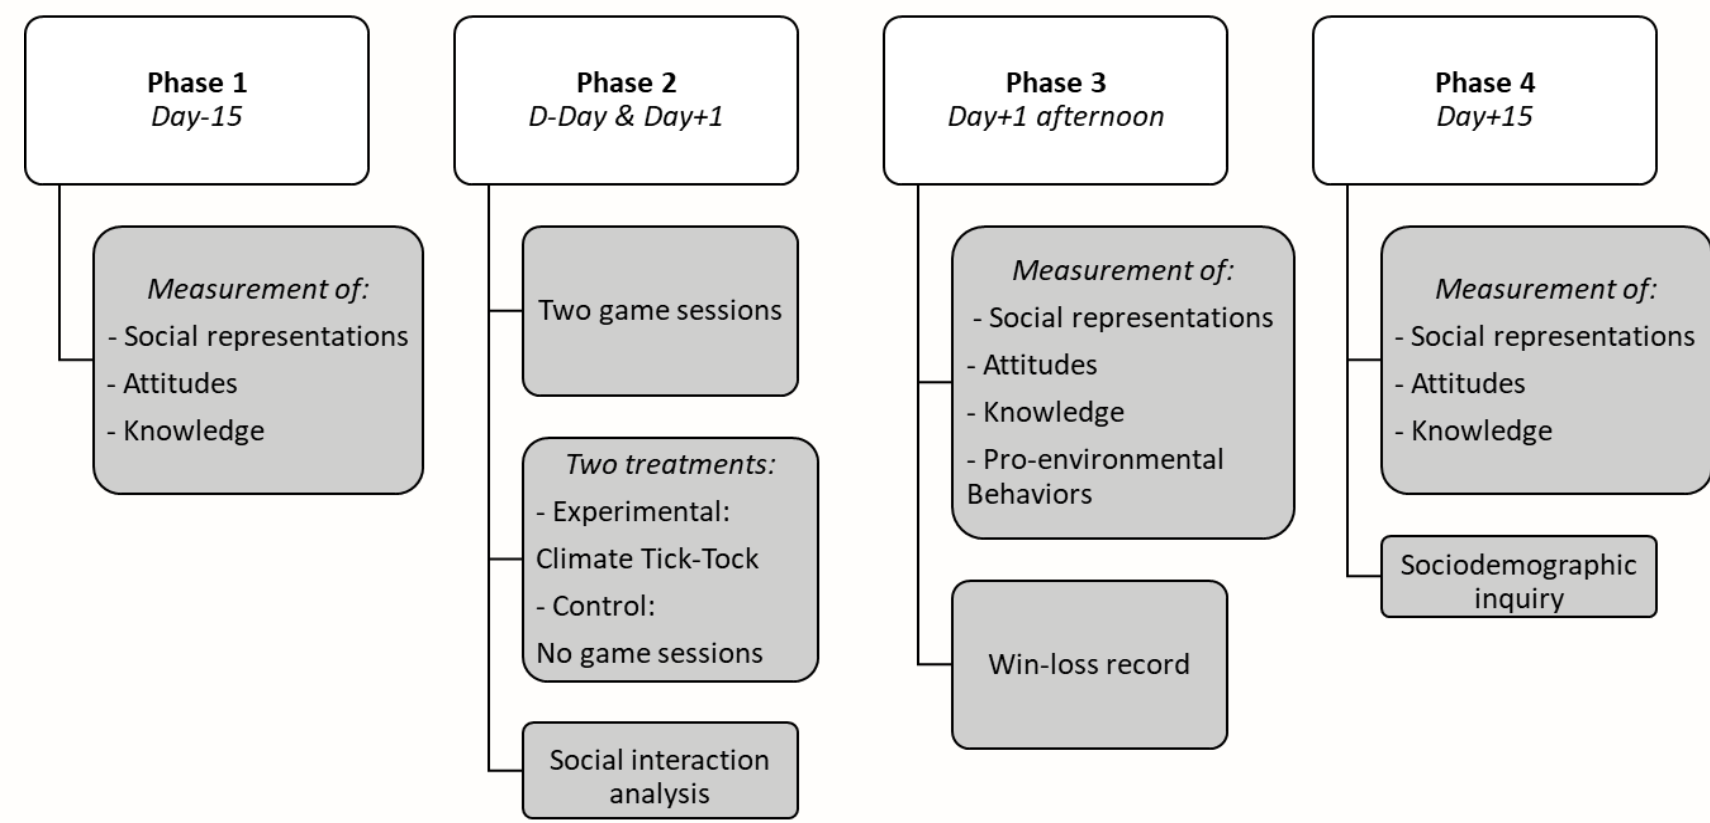 Phase 1
Day-15
Measurement of:
- Social representations
- Attitudes
- Knowledge
Phase 2
D-Day & Day+1
Two game sessions
Two treatments:
- Experimental:
Climate Tick-Tock
- Control:
No game sessions
Social interaction
analysis
Phase 3
Day+1 afternoon
Measurement of:
- Social representations
- Attitudes
- Knowledge
- Pro-environmental
Behaviors
Win-loss record
Phase 4
Day+15
Measurement of:
- Social representations
- Attitudes
- Knowledge
Sociodemographic
inquiry